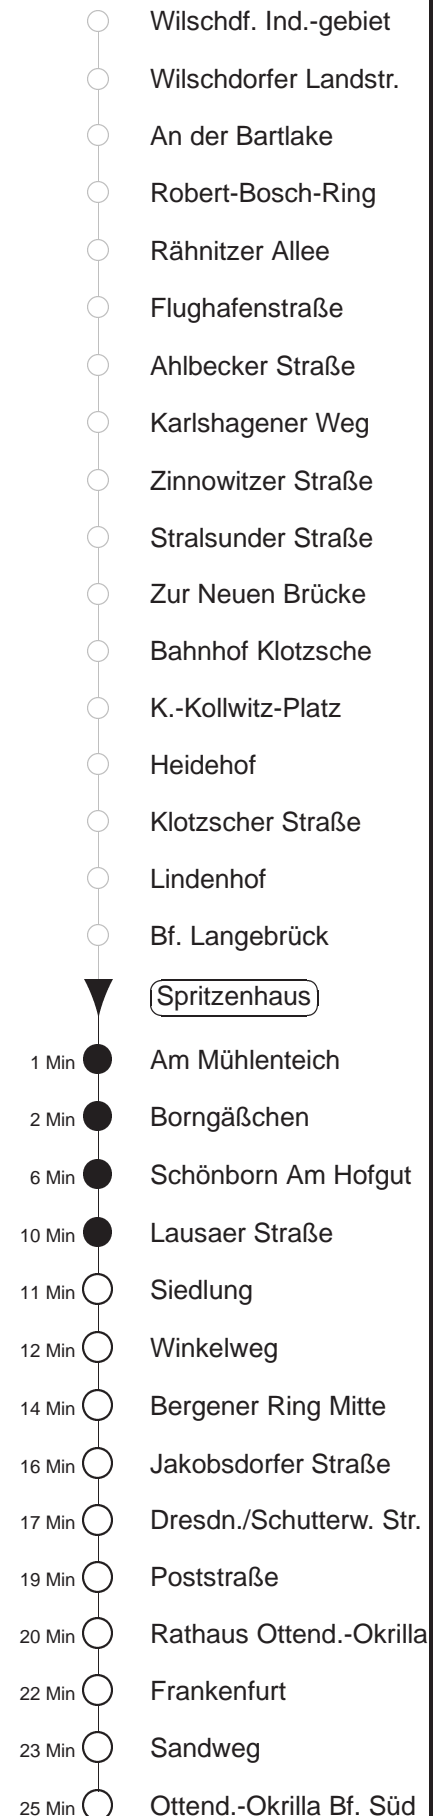 Wilschdf. Ind.-gebiet
Wilschdorfer Landstr.
An der Bartlake
Robert-Bosch-Ring
Rähnitzer Allee
Flughafenstraße
Ahlbecker Straße
Karlshagener Weg
Zinnowitzer Straße
Stralsunder Straße
Zur Neuen Brücke
Bahnhof Klotzsche
K.-Kollwitz-Platz
Heidehof
Klotzscher Straße
Lindenhof
Bf. Langebrück
Spritzenhaus
1 Min Am Mühlenteich
2 Min Borngäßchen
6 Min Schönborn Am Hofgut
10 Min Lausaer Straße
11 Min Siedlung
12 Min Winkelweg
14 Min Bergener Ring Mitte
16 Min Jakobsdorfer Straße
17 Min Dresdn./Schutterw. Str.
19 Min Poststraße
20 Min Rathaus Ottend.-Okrilla
22 Min Frankenfurt
23 Min Sandweg
25 Min Ottend.-Okrilla Bf. Süd